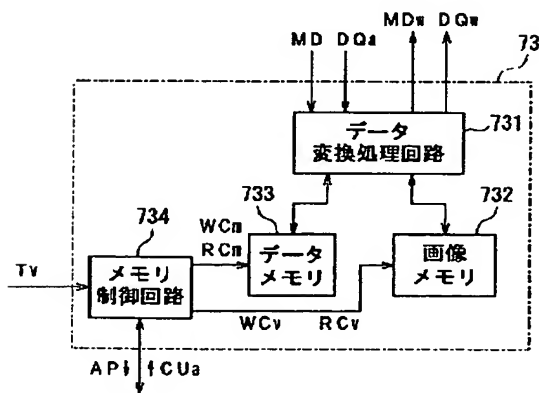 MD DQa MDw DQw
73
データ
変換処理回路
731
733
732
734
WCm
RCm
データ
メモリ
画像
メモリ
Tv
メモリ
制御回路
WCv RCv
AP CUa